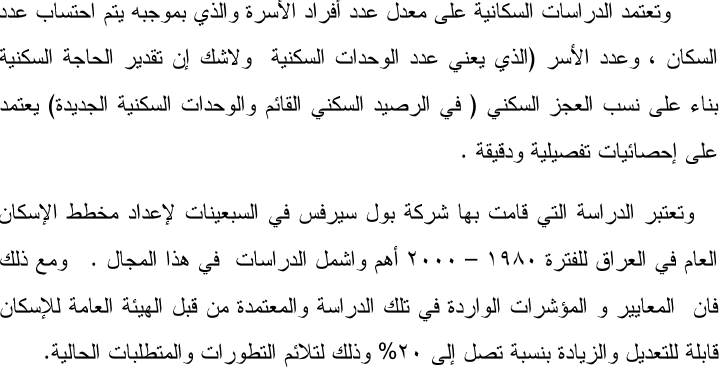 وتعتمد الدراسات السكانية على معدل عدد أفراد الأسرة والذي بموجبه يتم احتساب عدد
السكان ، وعدد الأسر (الذي يعني عدد الوحدات السكنية ولاشك إن تقدير الحاجة السكنية
بناء على نسب العجز السكني ( في الرصيد السكني القائم والوحدات السكنية الجديدة) يعتمد
على إحصائيات تفصيلية ودقيقة .
وتعتبر الدراسة التي قامت بها شركة بول سيرفس في السبعينات لإعداد مخطط الإسكان
العام في العراق للفترة ١٩٨٠ – ٢٠٠٠ أهم واشمل الدراسات في هذا المجال . ومع ذلك
فان المعايير و المؤشرات الواردة في تلك الدراسة والمعتمدة من قبل الهيئة العامة للإسكان
قابلة للتعديل والزيادة بنسبة تصل إلى ٢٠% وذلك لتلائم التطورات والمتطلبات الحالية.